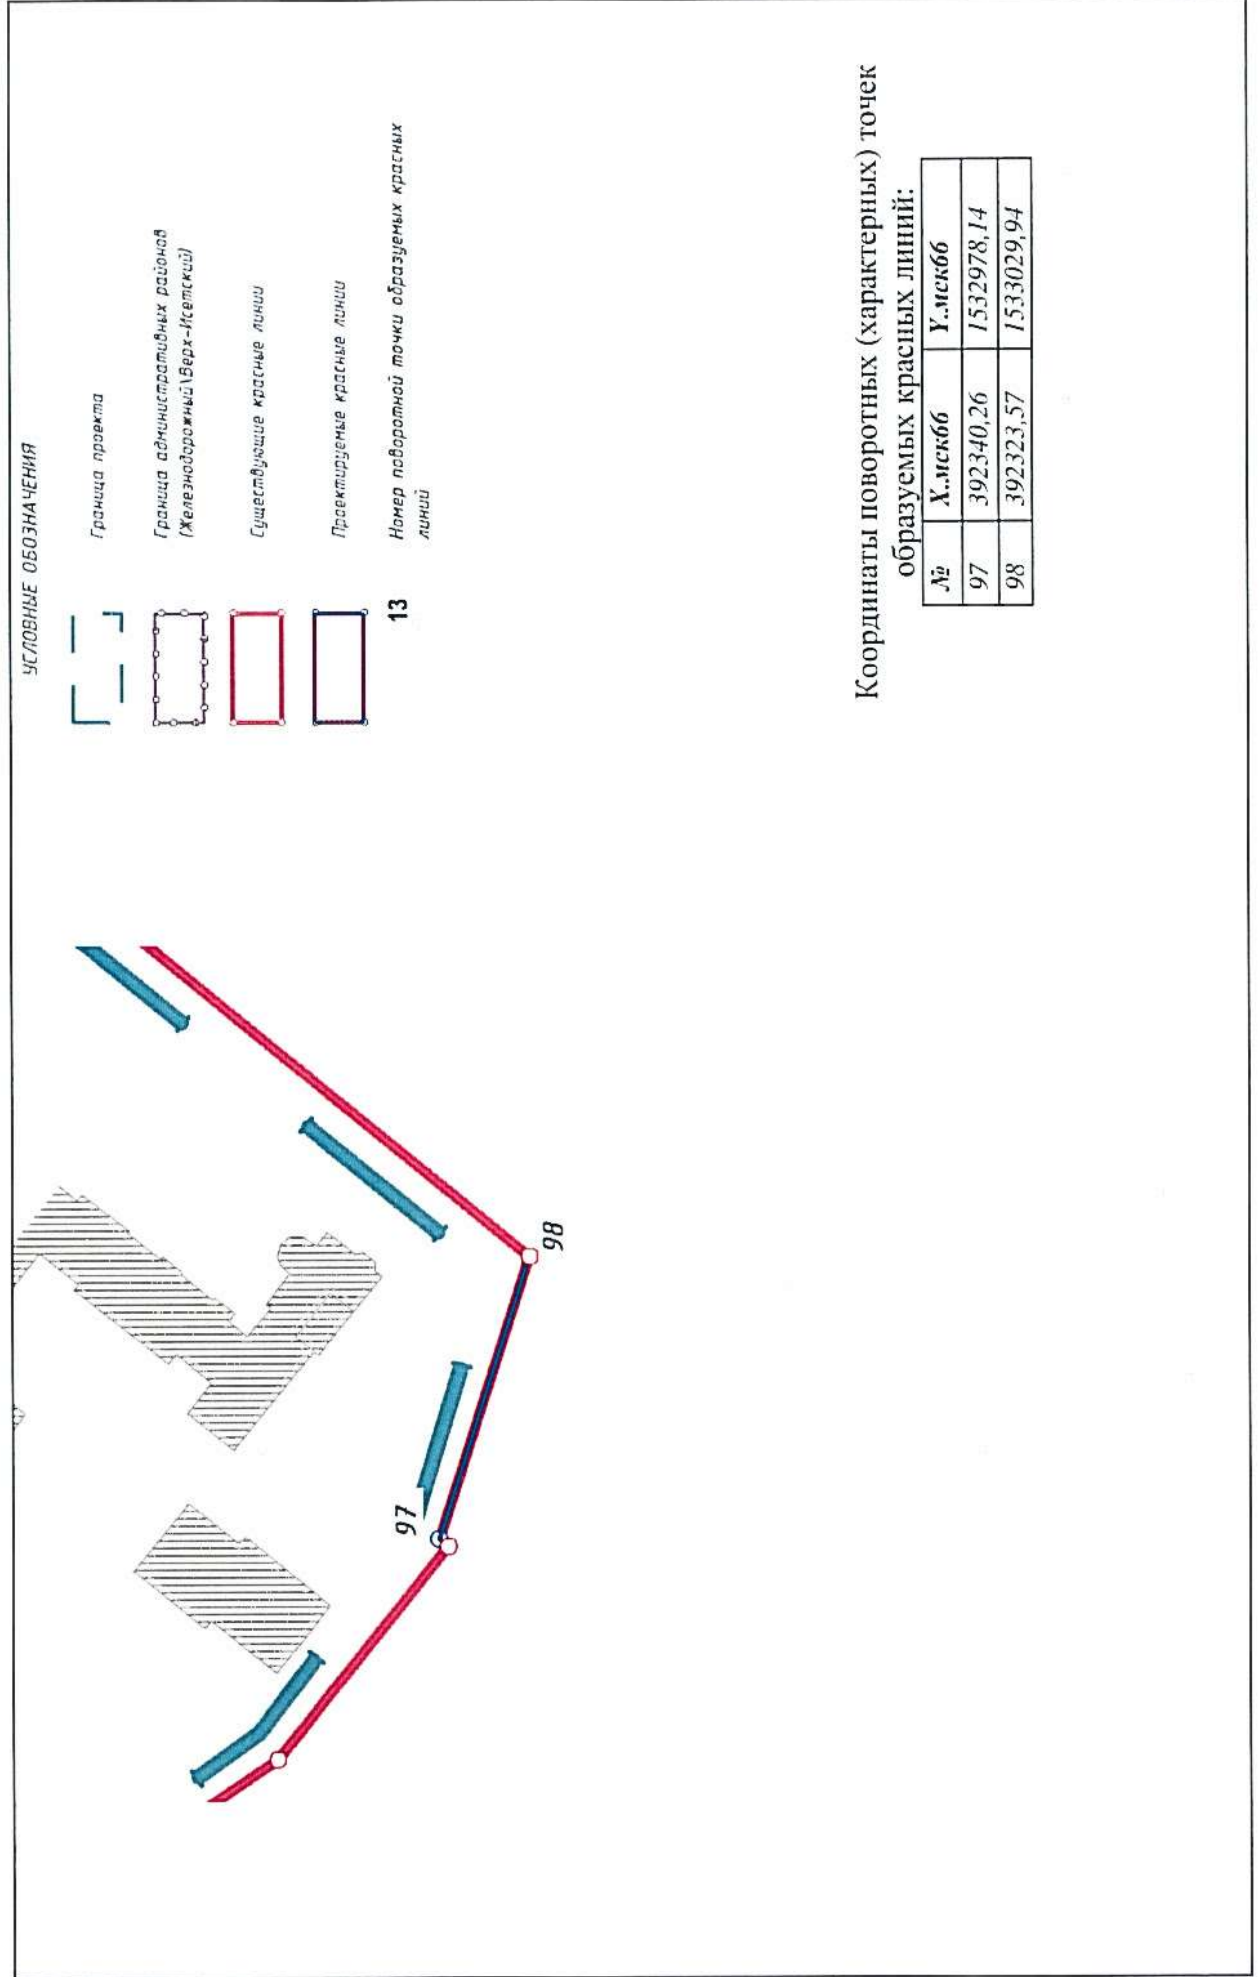 УСЛОВНЫЕ ОБОЗНАЧЕНИЯ
Граница проекта
Граница административных районов
(Железнодорожный\Верх-Исетский)
Существующие красные линии
Проектируемые красные линии
13
Номер поворотной точки образуемых красных
линий
97
98
Координаты поворотных (характерных) точек
образуемых красных линий:
№ Х.мск66 Y.мск66
97 392340,26 1532978,14
98 392323,57 1533029,94